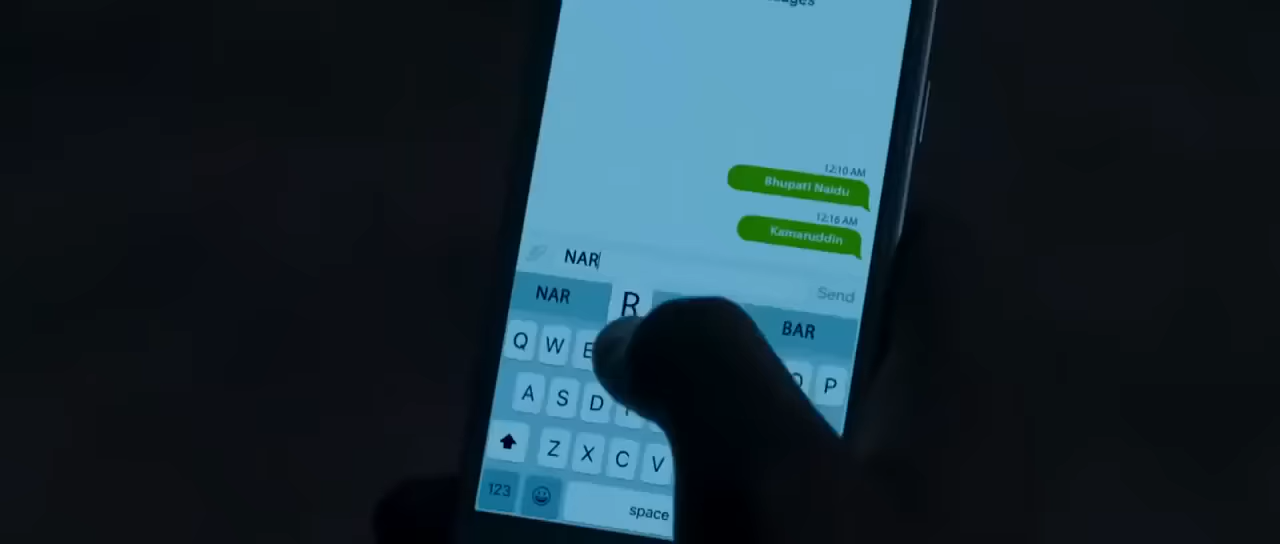 12:10 AM
Bhupati Naidu
12:16 AM
Kamaruddin
NAR
Send
NAR
R
BAR
Q W E P
A S D
Z X C V
123
space